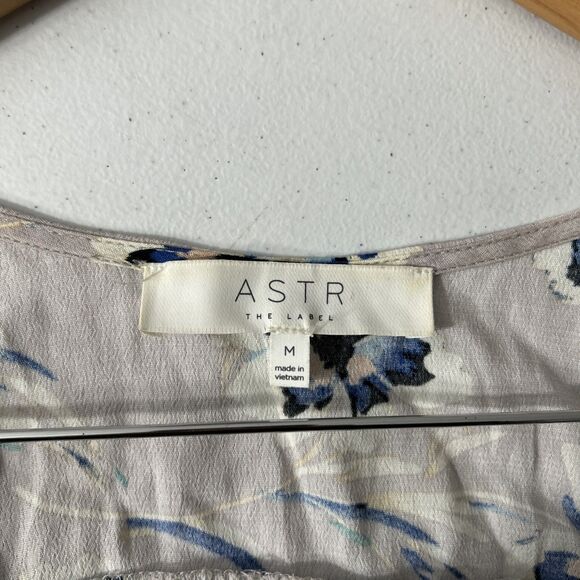 ASTR
THE LABEL
M
made in
vietnam